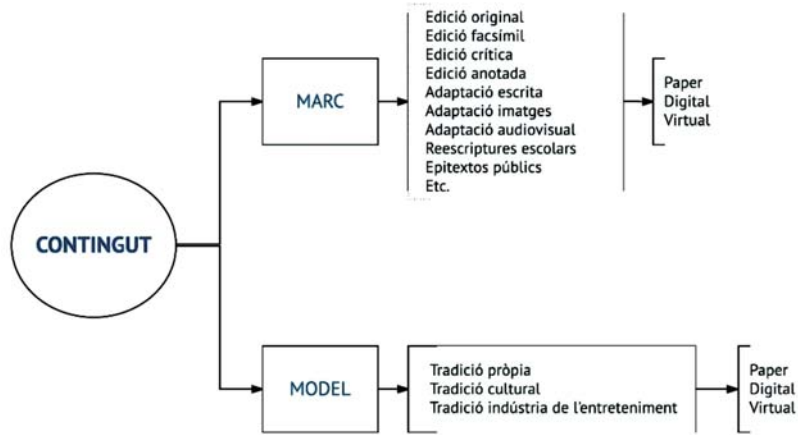 CONTINGUT
MARC
Edició original
Edició facsímil
Edició crítica
Edició anotada
Adaptació escrita
Adaptació imatges
Adaptació audiovisual
Reescriptures escolars
Epitextos públics
Etc.
Paper
Digital
Virtual
MODEL
Tradició pròpia
Tradició cultural
Tradició indústria de l'entreteniment
Paper
Digital
Virtual